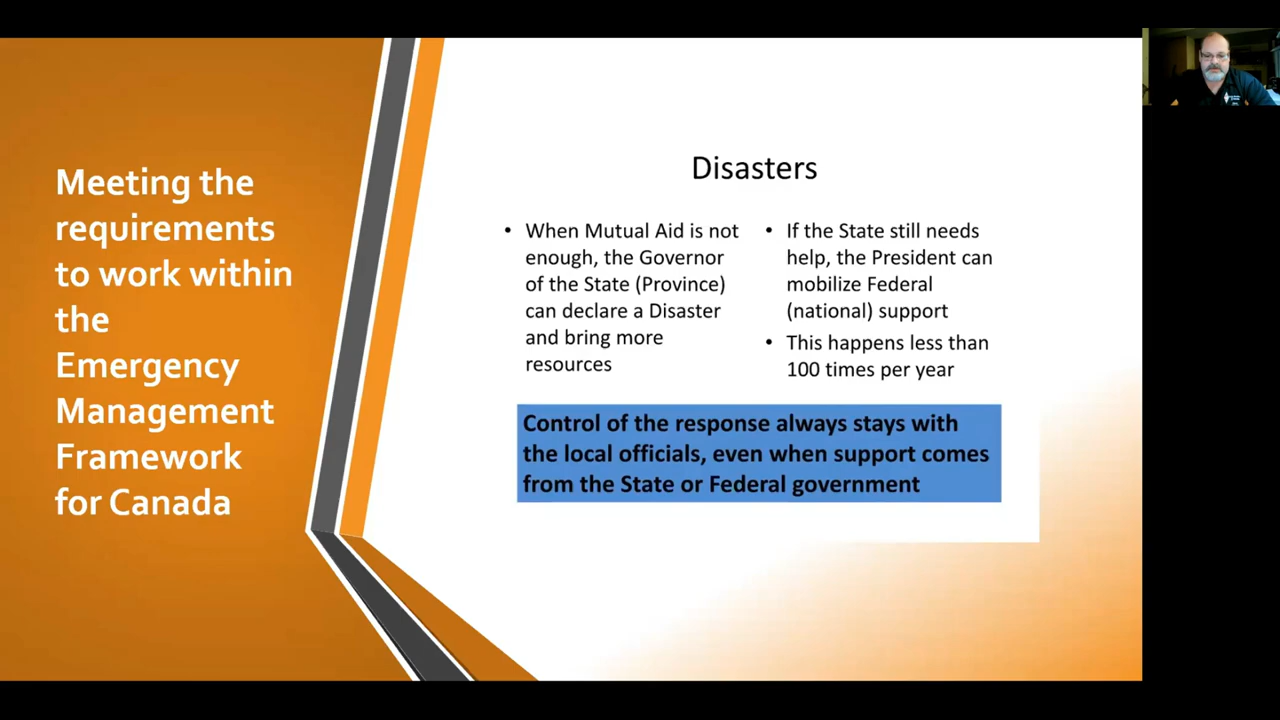 Meeting the
requirements
to work within
the
Emergency
Management
Framework
for Canada
Disasters
• When Mutual Aid is not
enough, the Governor
of the State (Province)
can declare a Disaster
and bring more
resources
• If the State still needs
help, the President can
mobilize Federal
(national) support
• This happens less than
100 times per year
Control of the response always stays with
the local officials, even when support comes
from the State or Federal government